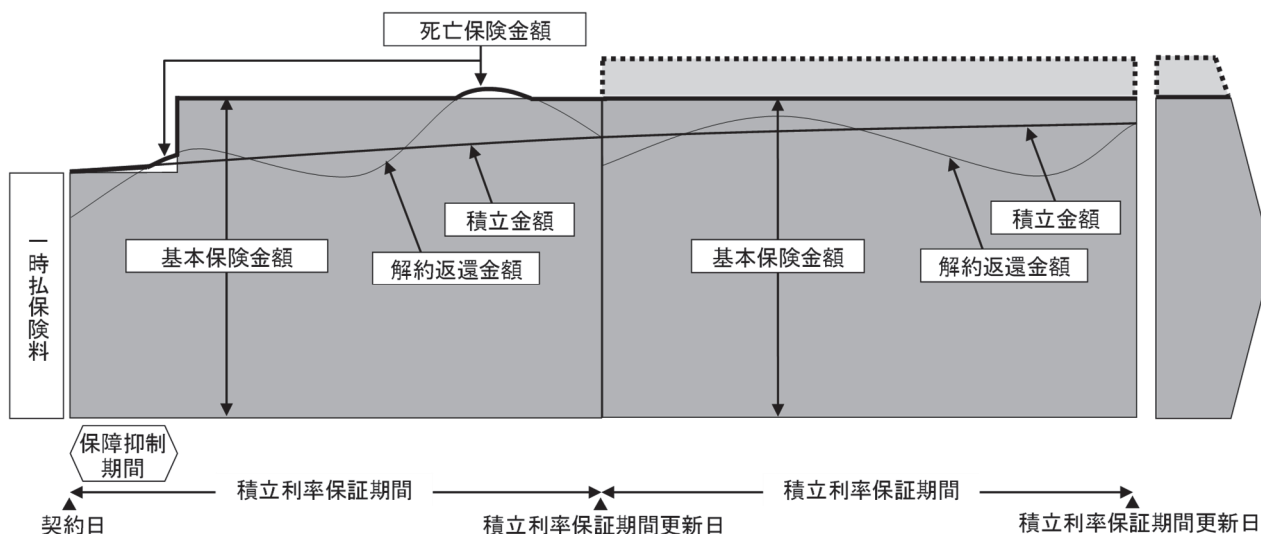 死亡保険金額
一時払保険料
基本保険金額
解約返還金額
積立金額
基本保険金額
解約返還金額
積立金額
保障抑制
期間
積立利率保証期間
積立利率保証期間
契約日
積立利率保証期間更新日
積立利率保証期間更新日